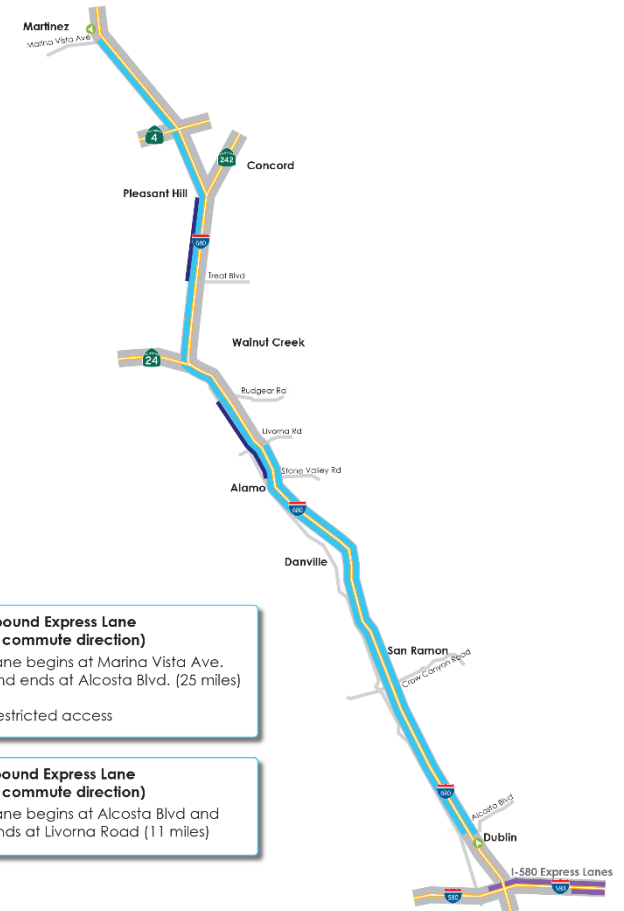 Martinez
Marina Vista Ave
4
242
Concord
Pleasant Hill
680
Treat Blvd
Walnut Creek
24
Rudgear Rd
Livorna Rd
Stone Valley Rd
Alamo
680
Danville
bound Express Lane
commute direction)
ane begins at Marina Vista Ave.
nd ends at Alcosta Blvd. (25 miles)
estricted access
San Ramon
Crow Canyon Road
bound Express Lane
commute direction)
ane begins at Alcosta Blvd and
nds at Livorna Road (11 miles)
680
Alcosta Blvd
Dublin
I-580 Express Lanes
580
580